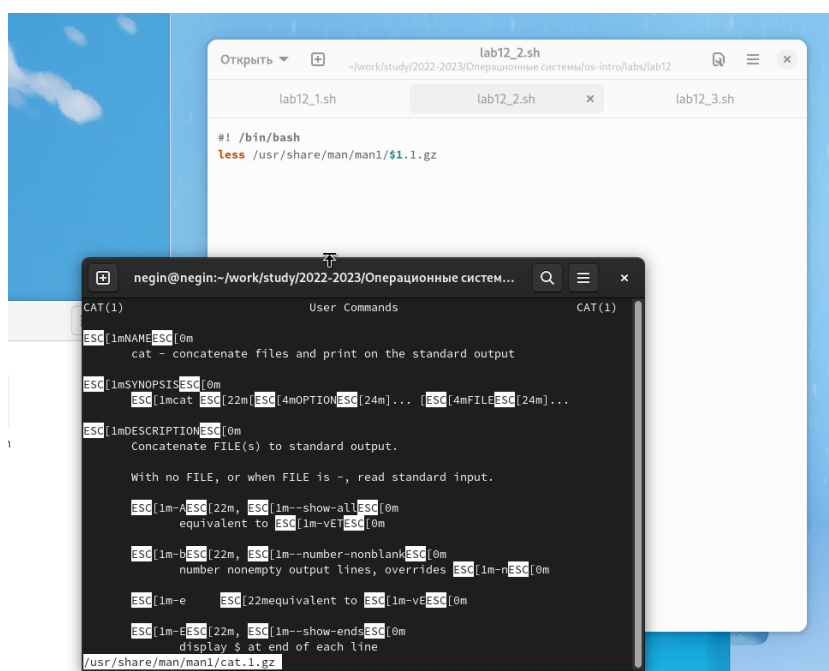 Открыть
lab12_2.sh
~/work/study/2022-2023/Операционные системы/os-intro/labs/lab12
lab12_1.sh
lab12_2.sh
lab12_3.sh
#! /bin/bash
less /usr/share/man/man1/$1.1.gz
negin@negin:~/work/study/2022-2023/Операционные систем...
CAT(1) User Commands CAT(1)
ESC[1mNAMEESC[0m
cat - concatenate files and print on the standard output
ESC[1mSYNOPSISESC[0m
ESC[1mcat ESC[22m[ESC[4mOPTIONESC[24m]... [ESC[4mFILEESC[24m]...
ESC[1mDESCRIPTIONESC[0m
Concatenate FILE(s) to standard output.
With no FILE, or when FILE is -, read standard input.
ESC[1m-AESC[22m, ESC[1m--show-allESC[0m
equivalent to ESC[1m-vETESC[0m
ESC[1m-bESC[22m, ESC[1m--number-nonblankESC[0m
number nonempty output lines, overrides ESC[1m-nESC[0m
ESC[1m-e ESC[22mequivalent to ESC[1m-vEESC[0m
ESC[1m-EESC[22m, ESC[1m--show-endsESC[0m
display $ at end of each line
/usr/share/man/man1/cat.1.gz